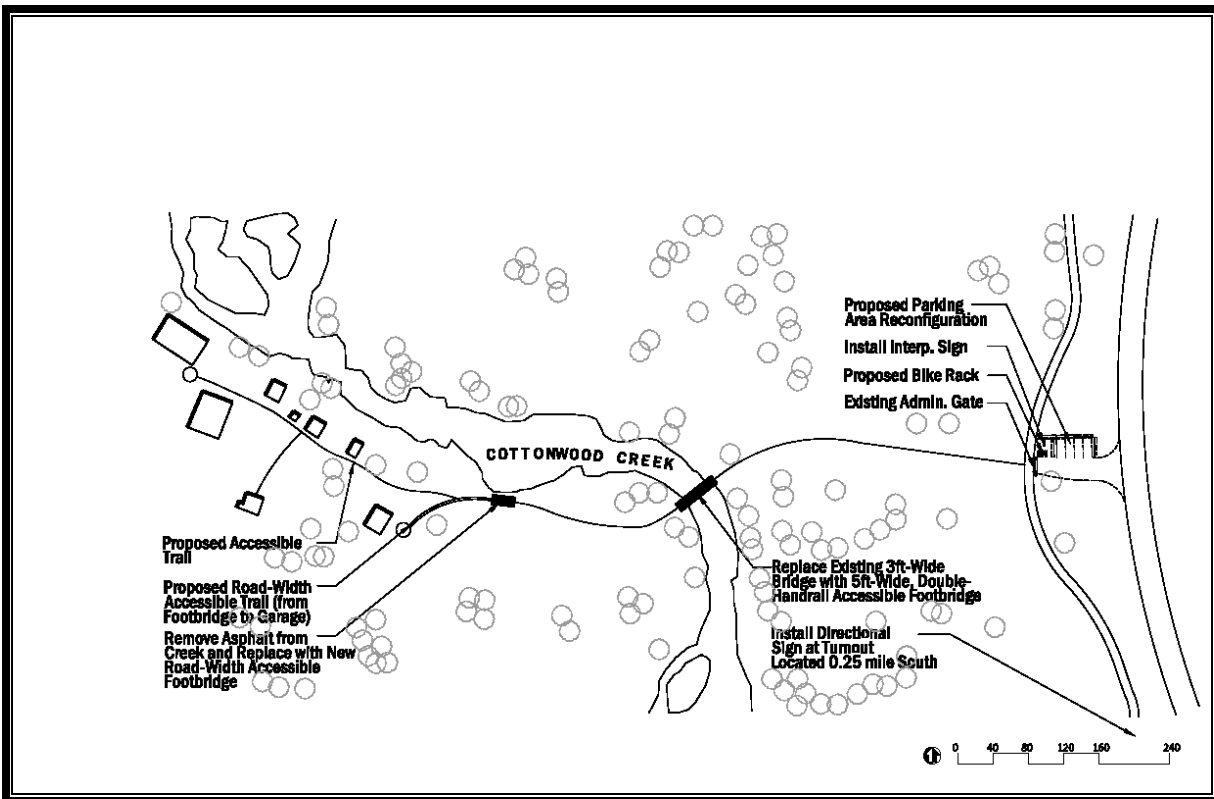 Proposed Parking
Area Reconfiguration
Install Interp. Sign
Proposed Bike Rack
Existing Admin. Gate
COTTONWOOD CREEK
Proposed Accessible
Trail
Proposed Road-Width
Accessible Trail (from
Footbridge to Garage)
Remove Asphalt from
Creek and Replace with New
Road-Width Accessible
Footbridge
Replace Existing 3ft-Wide
Bridge with 5ft-Wide, Double-
Handrail Accessible Footbridge
Install Directional
Sign at Turnout
Located 0.25 mile South
0 40 80 120 160 240